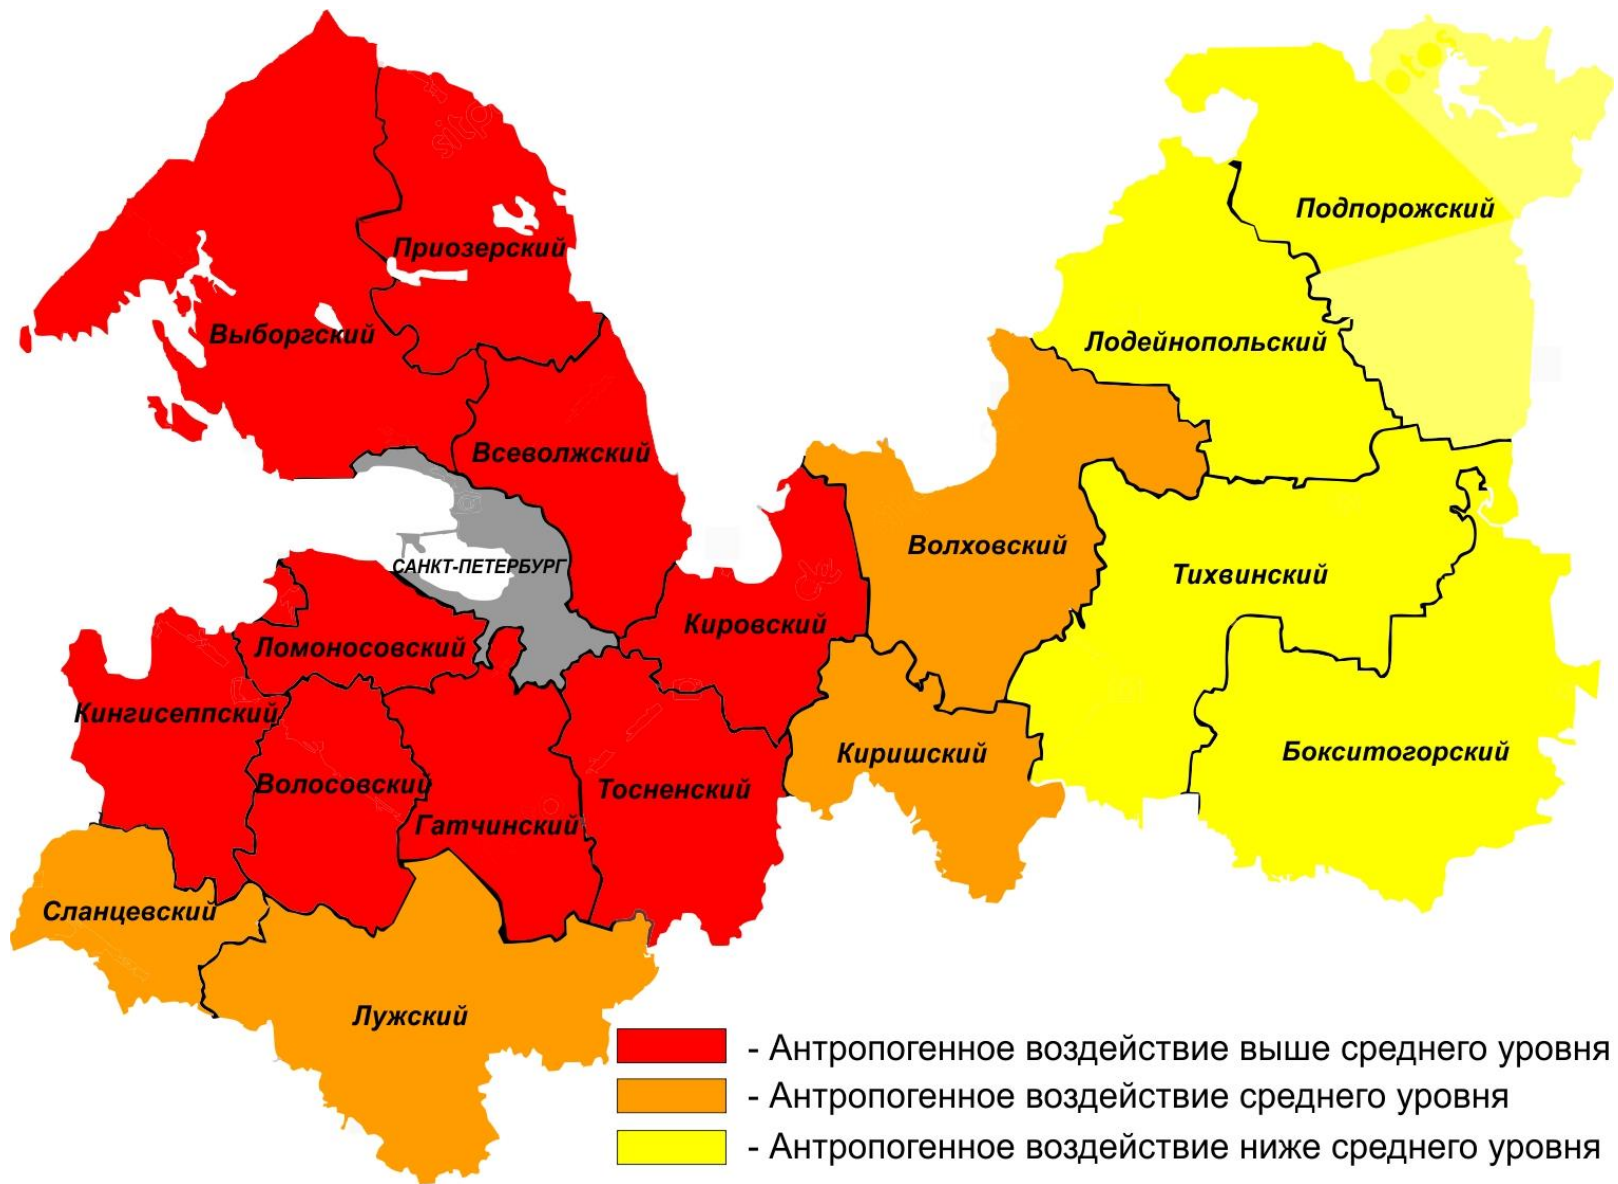 Подпорожский
Приозерский
Выборгский
Лодейнопольский
Всеволжский
Волховский
САНКТ-ПЕТЕРБУРГ
Тихвинский
Кировский
Ломоносовский
Кингисеппский
Киришский
Бокситогорский
Волосовский
Тосненский
Гатчинский
Сланцевский
Лужский
- Антропогенное воздействие выше среднего уровня
- Антропогенное воздействие среднего уровня
- Антропогенное воздействие ниже среднего уровня